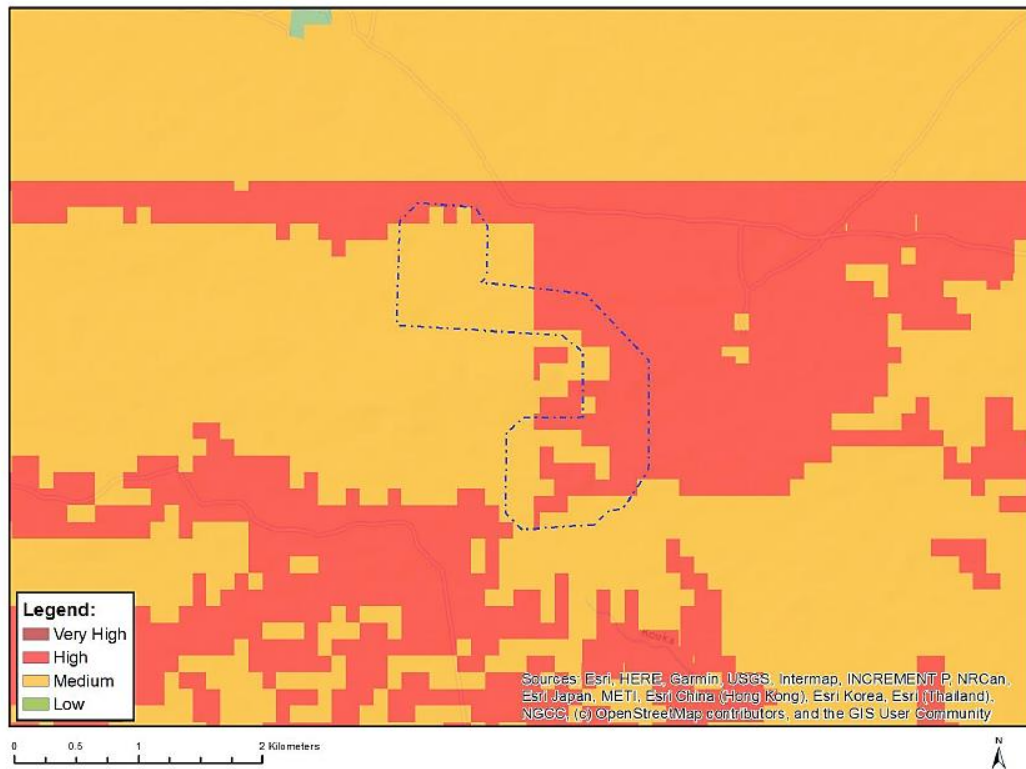 Legend:
Very High
High
Medium
Low
Sources: Esri, HERE, Garmin, USGS, Intermap, INCREMENT P, NRCan,
Esri Japan, METI, Esri China (Hong Kong), Esri Korea, Esri (Thailand),
NGCC, (c) OpenStreetMap contributors, and the GIS User Community
0 0.5 1 2 Kilometers
N